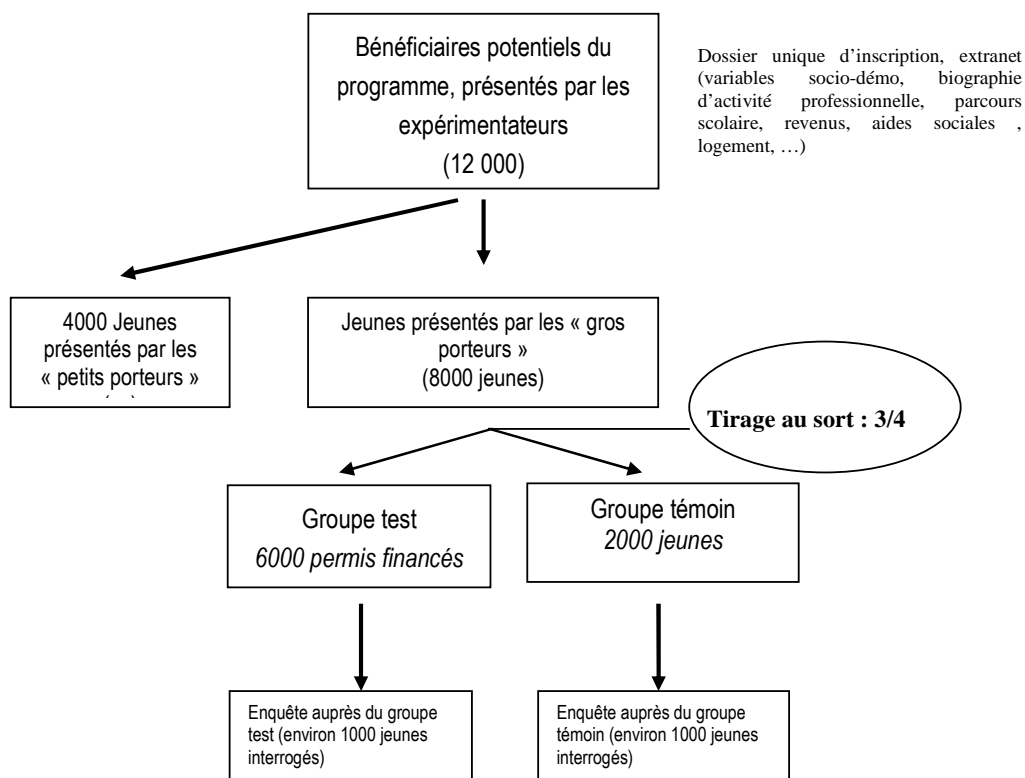 Bénéficiaires potentiels du
programme, présentés par les
expérimentateurs
(12 000)
Dossier unique d'inscription, extranet
(variables socio-démo, biographie
d'activité professionnelle, parcours
scolaire, revenus, aides sociales ,
logement, …)
4000 Jeunes
présentés par les
« petits porteurs »
Jeunes présentés par les « gros
porteurs »
(8000 jeunes)
Tirage au sort : 3/4
Groupe test
6000 permis financés
Groupe témoin
2000 jeunes
Enquête auprès du groupe
test (environ 1000 jeunes
interrogés)
Enquête auprès du groupe
témoin (environ 1000 jeunes
interrogés)